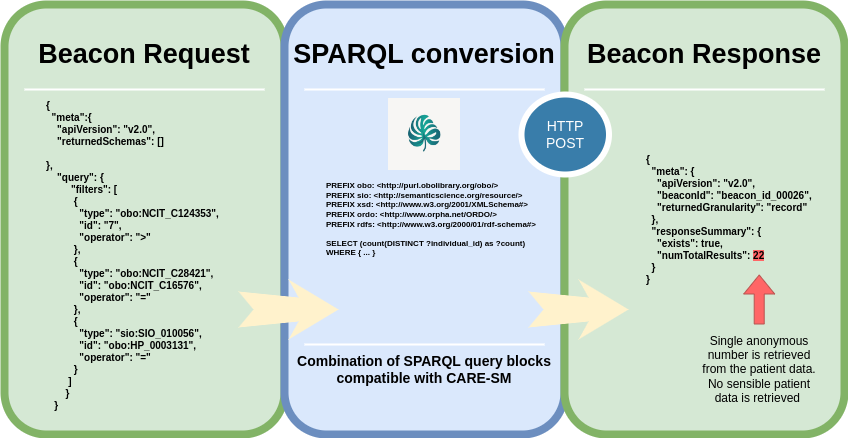 Beacon Request
{
"meta":{
"apiVersion": "v2.0",
"returnedSchemas": []
},
"query": {
"filters": [
{
"type": "obo:NCIT_C124353",
"id": "7",
"operator": ">"
},
{
"type": "obo:NCIT_C28421",
"id": "obo:NCIT_C16576",
"operator": "="
},
{
"type": "sio:SIO_010056",
"id": "obo:HP_0003131",
"operator": "="
}
]
}
}
SPARQL conversion
PREFIX obo: <http://purl.obolibrary.org/obo/>
PREFIX sio: <http://semanticscience.org/resource/>
PREFIX xsd: <http://www.w3.org/2001/XMLSchema#>
PREFIX ordo: <http://www.orpha.net/ORDO/>
PREFIX rdfs: <http://www.w3.org/2000/01/rdf-schema#>
SELECT (count(DISTINCT ?individual_id) as ?count)
WHERE { ... }
Combination of SPARQL query blocks
compatible with CARE-SM
HTTP
POST
Beacon Response
{
"meta": {
"apiVersion": "v2.0",
"beaconId": "beacon_id_00026",
"returnedGranularity": "record"
},
"responseSummary": {
"exists": true,
"numTotalResults": 22
}
}
Single anonymous
number is retrieved
from the patient data.
No sensible patient
data is retrieved